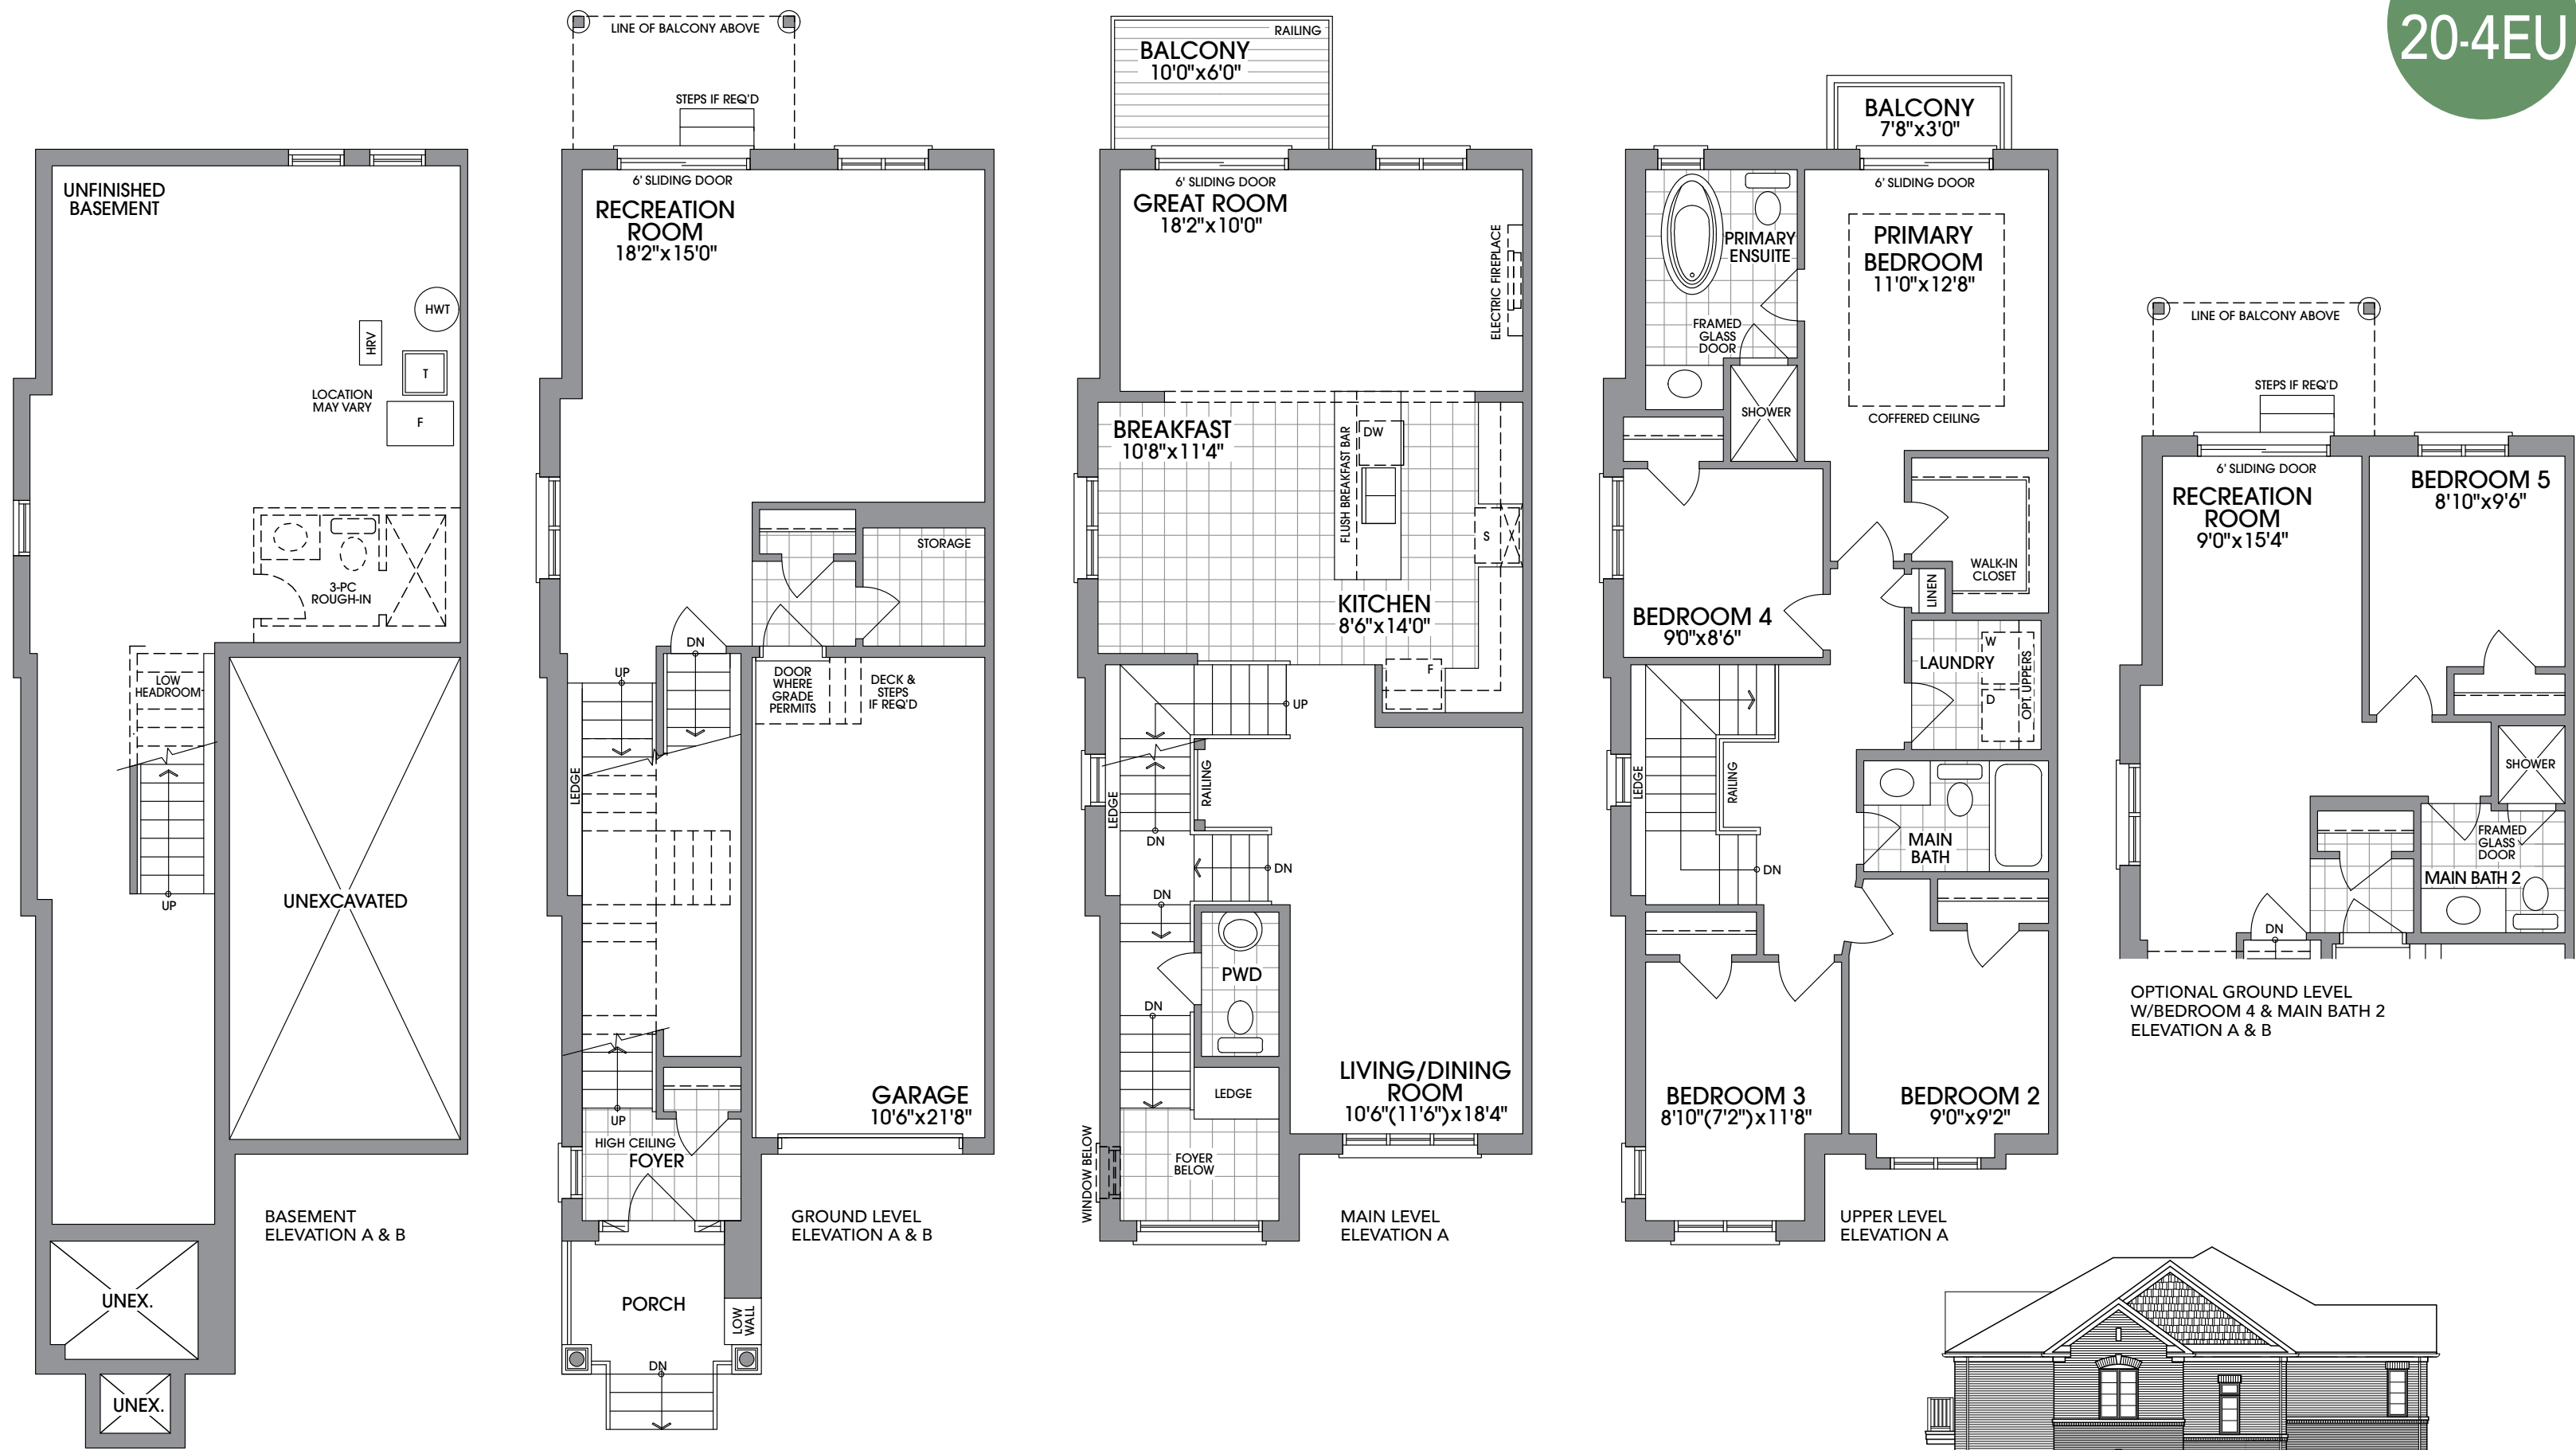 20-4EU
UNFINISHED
BASEMENT
HWT
HRV
T
LOCATION
MAY VARY
F
3-PC
ROUGH-IN
LOW
HEADROOM
UP
UNEXCAVATED
BASEMENT
ELEVATION A & B
UNEX.
UNEX.
LINE OF BALCONY ABOVE
STEPS IF REQ'D
6' SLIDING DOOR
RECREATION
ROOM
18'2"x15'0"
STORAGE
DN
UP
DOOR
WHERE
GRADE
PERMITS
DECK &
STEPS
IF REQ'D
LEDGE
GARAGE
10'6"x21'8"
UP
HIGH CEILING
FOYER
GROUND LEVEL
ELEVATION A & B
PORCH
LOW
WALL
DN
RAILING
BALCONY
10'0"x6'0"
6' SLIDING DOOR
GREAT ROOM
18'2"x10'0"
ELECTRIC FIREPLACE
BREAKFAST
10'8"x11'4"
DW
FLUSH BREAKFAST BAR
S
KITCHEN
8'6"x14'0"
F
UP
RAILING
LEDGE
DN
DN
DN
PWD
DN
LEDGE
LIVING/DINING
ROOM
10'6"(11'6")x18'4"
WINDOW BELOW
FOYER
BELOW
MAIN LEVEL
ELEVATION A
BALCONY
7'8"x3'0"
6' SLIDING DOOR
PRIMARY
ENSUITE
PRIMARY
BEDROOM
11'0"x12'8"
FRAMED
GLASS
DOOR
SHOWER
COFFERED CEILING
WALK-IN
CLOSET
LINEN
BEDROOM 4
9'0"x8'6"
LAUNDRY
W
D
OPT. UPPERS
LEDGE
RAILING
DN
MAIN
BATH
BEDROOM 3
8'10"(7'2")x11'8"
BEDROOM 2
9'0"x9'2"
UPPER LEVEL
ELEVATION A
LINE OF BALCONY ABOVE
STEPS IF REQ'D
6' SLIDING DOOR
RECREATION
ROOM
9'0"x15'4"
BEDROOM 5
8'10"x9'6"
SHOWER
FRAMED
GLASS
DOOR
MAIN BATH 2
DN
OPTIONAL GROUND LEVEL
W/BEDROOM 4 & MAIN BATH 2
ELEVATION A & B